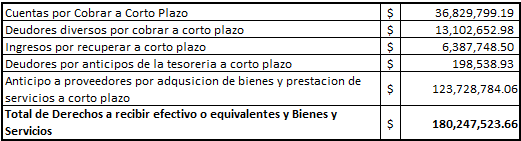 Cuentas por Cobrar a Corto Plazo $ 36,829,799.19
Deudores diversos por cobrar a corto plazo $ 13,102,652.98
Ingresos por recuperar a corto plazo $ 6,387,748.50
Deudores por anticipos de la tesoreria a corto plazo $ 198,538.93
Anticipo a proveedores por adqusicion de bienes y prestacion de
servicios a corto plazo $ 123,728,784.06
Total de Derechos a recibir efectivo o equivalentes y Bienes y
Servicios $ 180,247,523.66